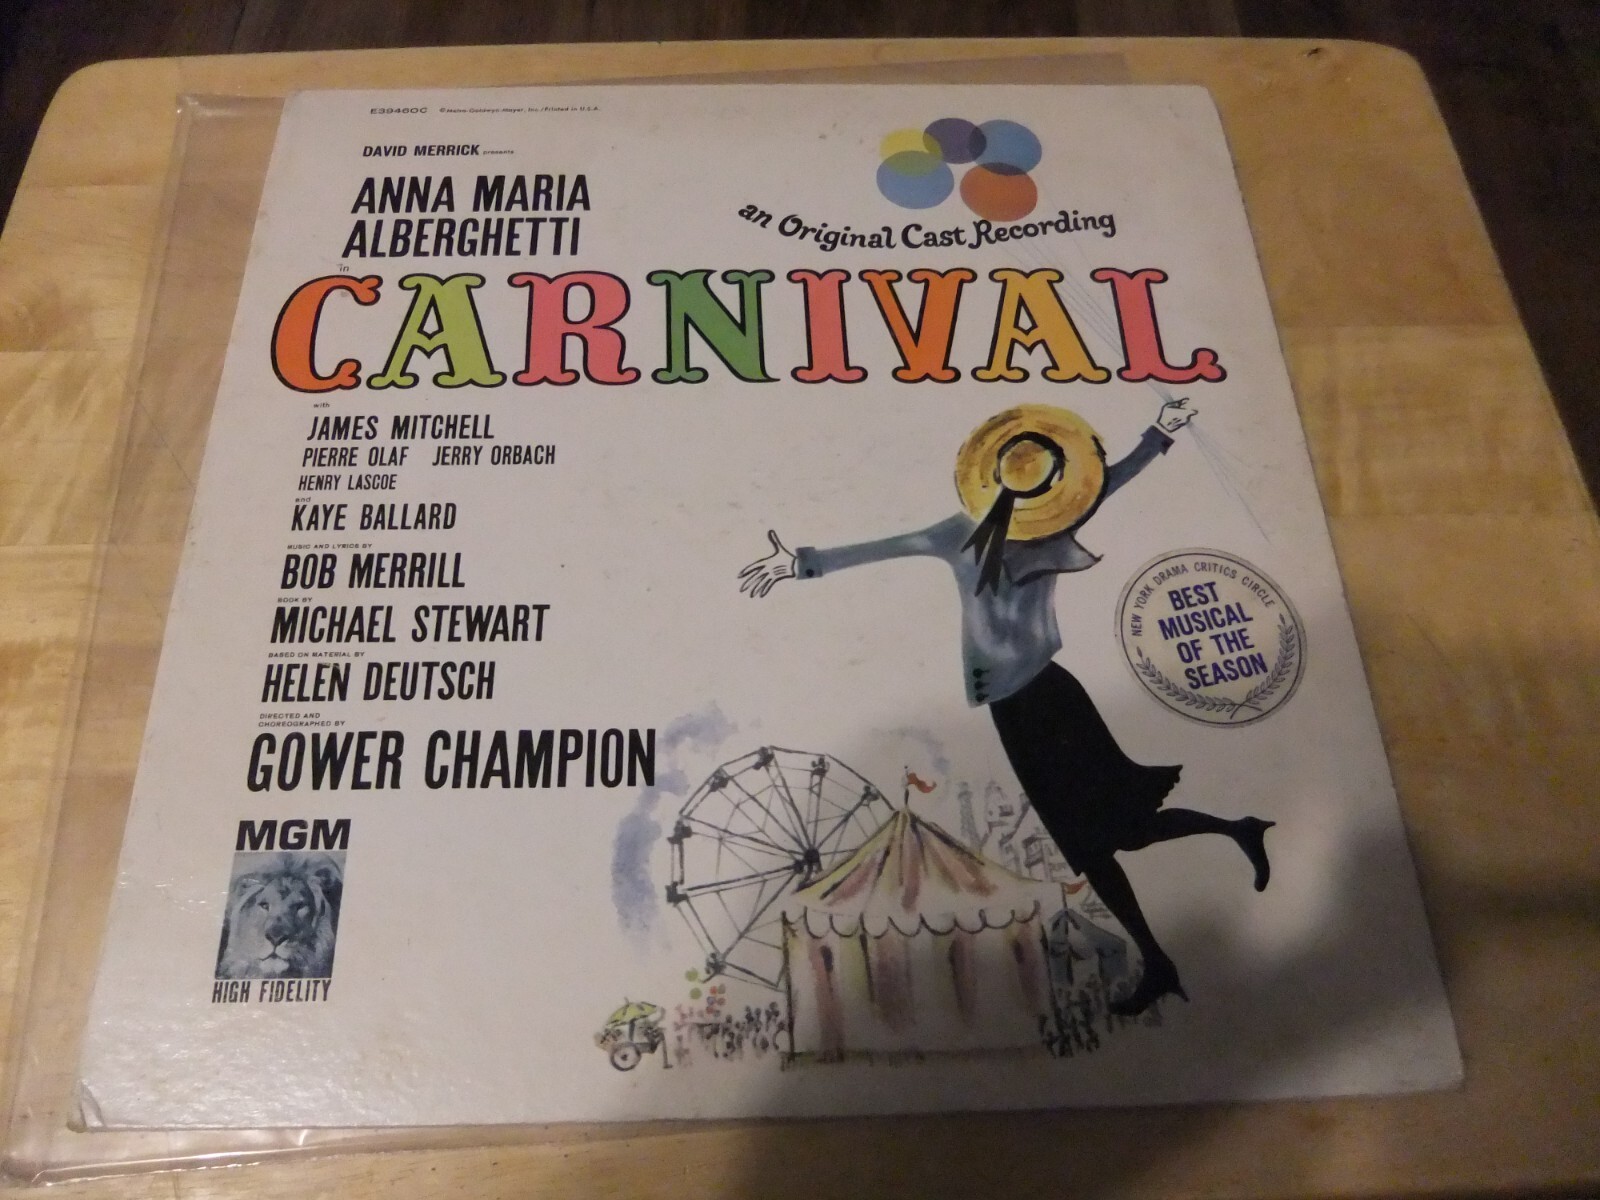 E3946OC © Metro-Goldwyn-Mayer, Inc./Printed in U.S.A.
DAVID MERRICK presents
ANNA MARIA
ALBERGHETTI
in
an Original Cast Recording
CARNIVAL
with
JAMES MITCHELL
PIERRE OLAF JERRY ORBACH
HENRY LASCOE
and
KAYE BALLARD
MUSIC AND LYRICS BY
BOB MERRILL
BOOK BY
MICHAEL STEWART
BASED ON MATERIAL BY
HELEN DEUTSCH
DIRECTED AND
CHOREOGRAPHED BY
GOWER CHAMPION
NEW YORK DRAMA CRITICS CIRCLE
BEST
MUSICAL
OF THE
SEASON
MGM
HIGH FIDELITY